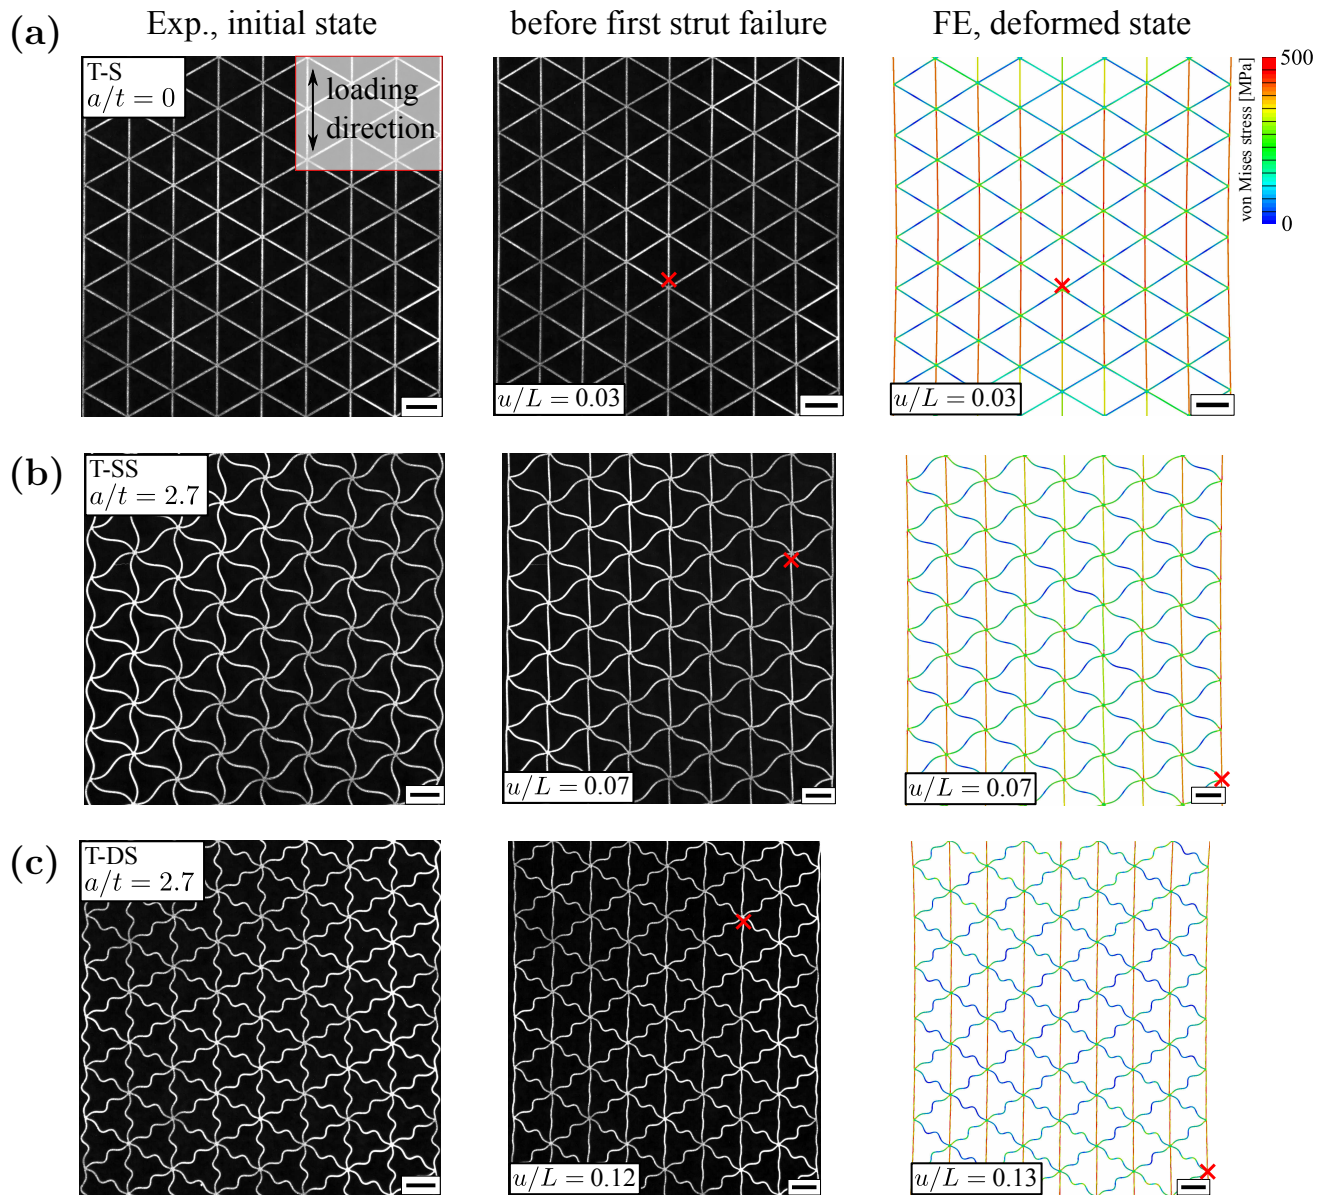 Exp., initial state
before first strut failure
FE, deformed state
(a)
T-S
a/t = 0
loading
direction
u/L = 0.03
u/L = 0.03
500
von Mises stress [MPa]
0
(b)
T-SS
a/t = 2.7
u/L = 0.07
u/L = 0.07
(c)
T-DS
a/t = 2.7
u/L = 0.12
u/L = 0.13